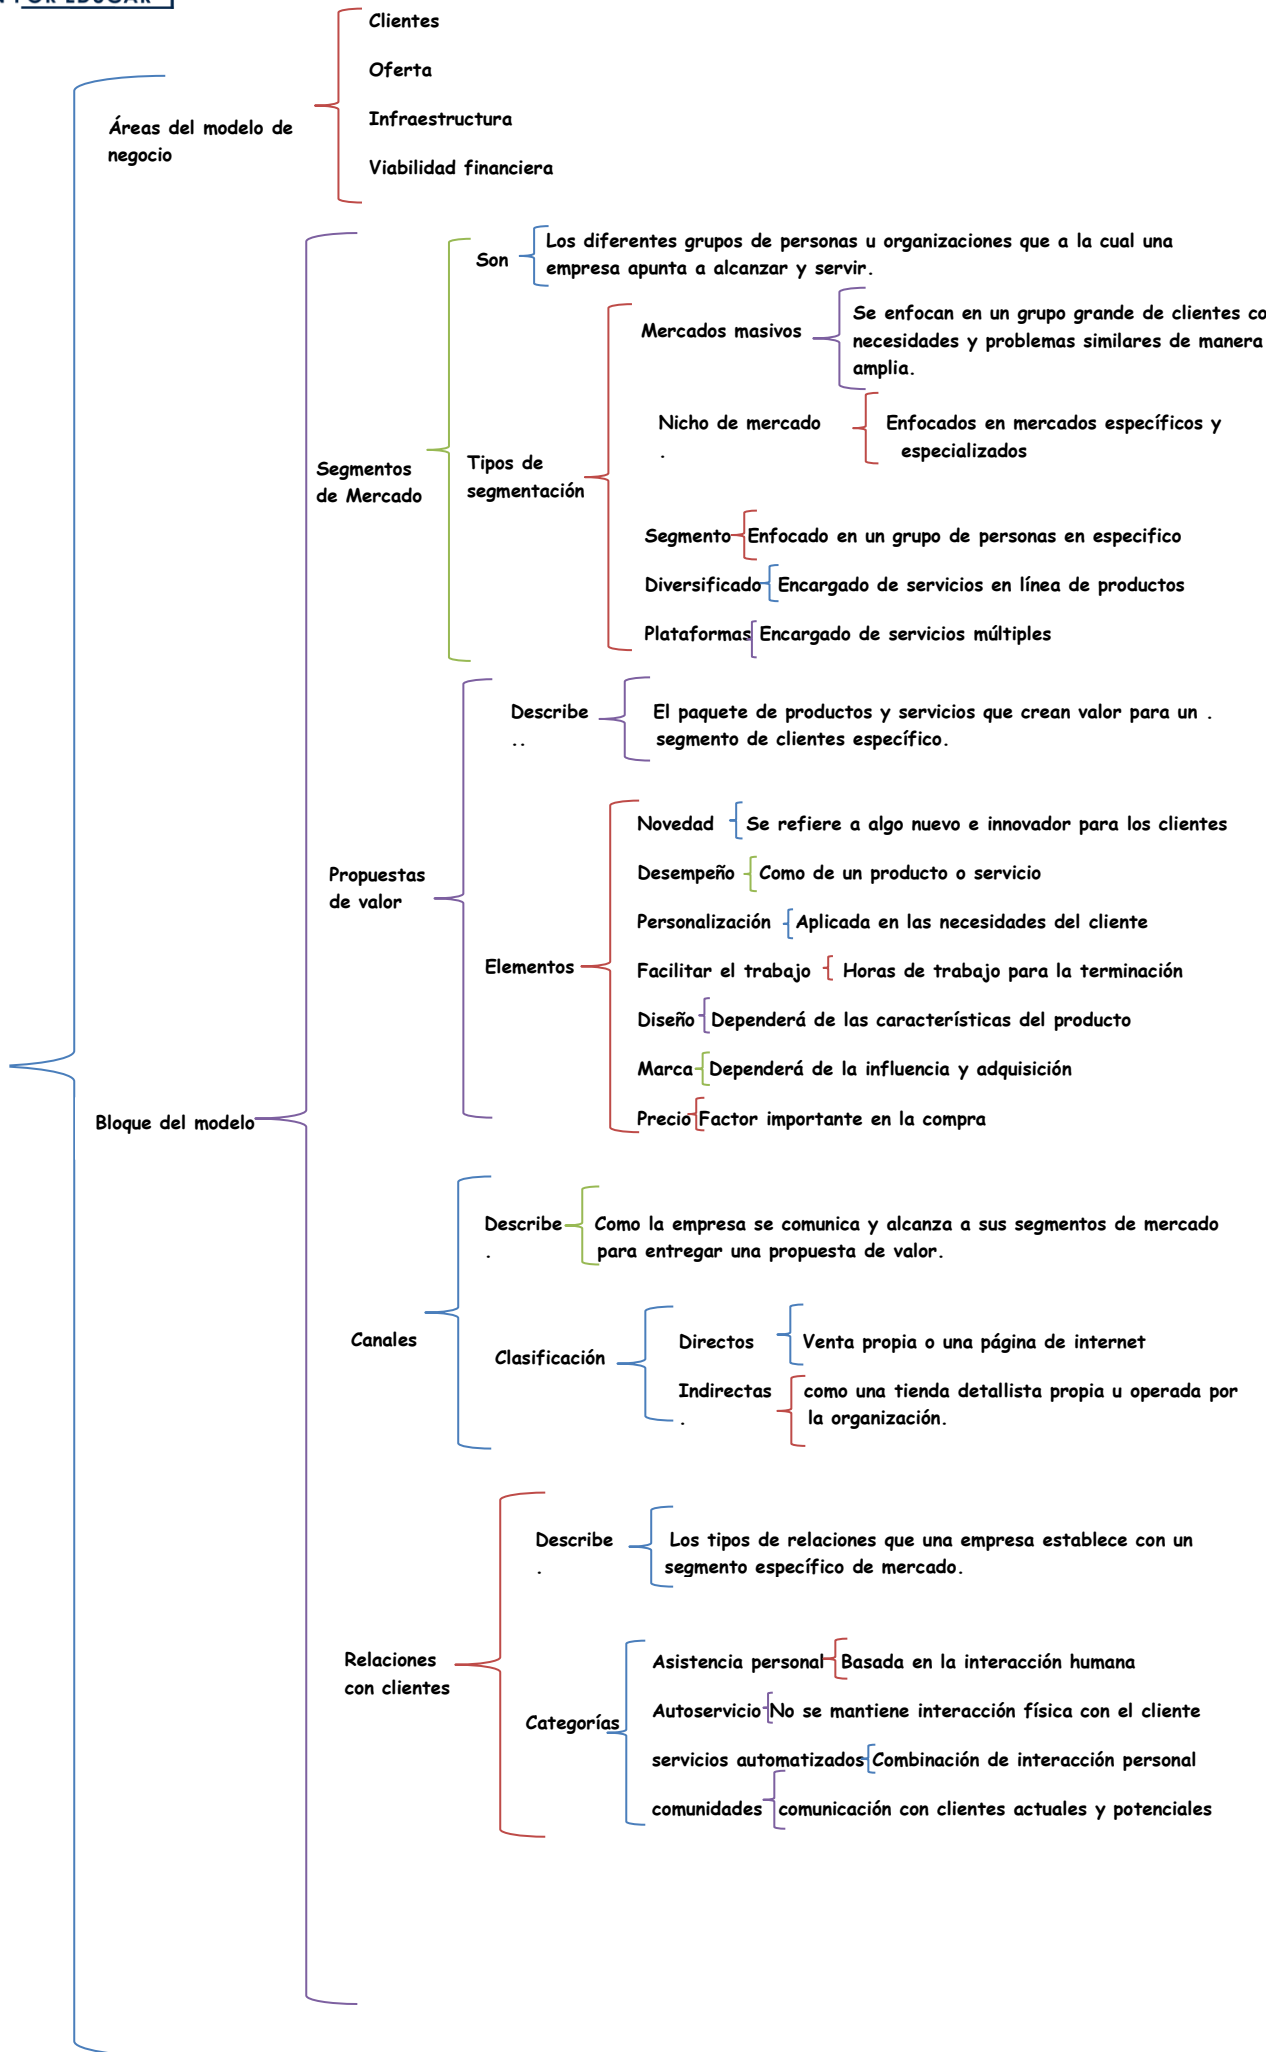 POR EDUCAR
Clientes
Oferta
Infraestructura
Viabilidad financiera
Áreas del modelo de
negocio
Son
Los diferentes grupos de personas u organizaciones que a la cual una
empresa apunta a alcanzar y servir.
Mercados masivos
Se enfocan en un grupo grande de clientes co
necesidades y problemas similares de manera
amplia.
Nicho de mercado
.
Enfocados en mercados específicos y
especializados
Segmentos
de Mercado
Tipos de
segmentación
Segmento Enfocado en un grupo de personas en especifico
Diversificado Encargado de servicios en línea de productos
Plataformas Encargado de servicios múltiples
Describe
..
El paquete de productos y servicios que crean valor para un .
segmento de clientes específico.
Novedad Se refiere a algo nuevo e innovador para los clientes
Desempeño Como de un producto o servicio
Propuestas
de valor
Personalización Aplicada en las necesidades del cliente
Elementos
Facilitar el trabajo Horas de trabajo para la terminación
Diseño Dependerá de las características del producto
Marca Dependerá de la influencia y adquisición
Precio Factor importante en la compra
Bloque del modelo
Describe
.
Como la empresa se comunica y alcanza a sus segmentos de mercado
para entregar una propuesta de valor.
Canales
Clasificación
Directos Venta propia o una página de internet
Indirectas
.
como una tienda detallista propia u operada por
la organización.
Describe
.
Los tipos de relaciones que una empresa establece con un
segmento específico de mercado.
Relaciones
con clientes
Categorías
Asistencia personal Basada en la interacción humana
Autoservicio No se mantiene interacción física con el cliente
servicios automatizados Combinación de interacción personal
comunidades comunicación con clientes actuales y potenciales